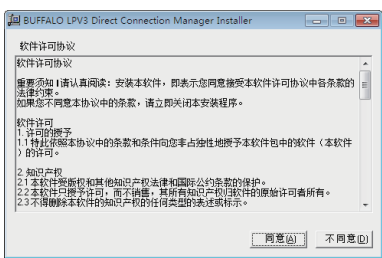 BUFFALO LPV3 Direct Connection Manager Installer
软件许可协议
软件许可协议
重要须知!请认真阅读：安装本软件，即表示您同意接受本软件许可协议中各条款的
法律约束。
如果您不同意本协议中的条款，请立即关闭本安装程序。
软件许可
1. 许可的授予
1.1 特此依照本协议中的条款和条件向您非占独性地授予本软件包中的软件（本软件
）的许可。
2. 知识产权
2.1 本软件受版权和其他知识产权法律和国际公约条款的保护。
2.2 本软件只授予许可，而不销售，其所有知识产权归软件的原始许可者所有。
2.3 不得删除本软件的知识产权的任何类型的表述或标示。
同意(A)
不同意(D)